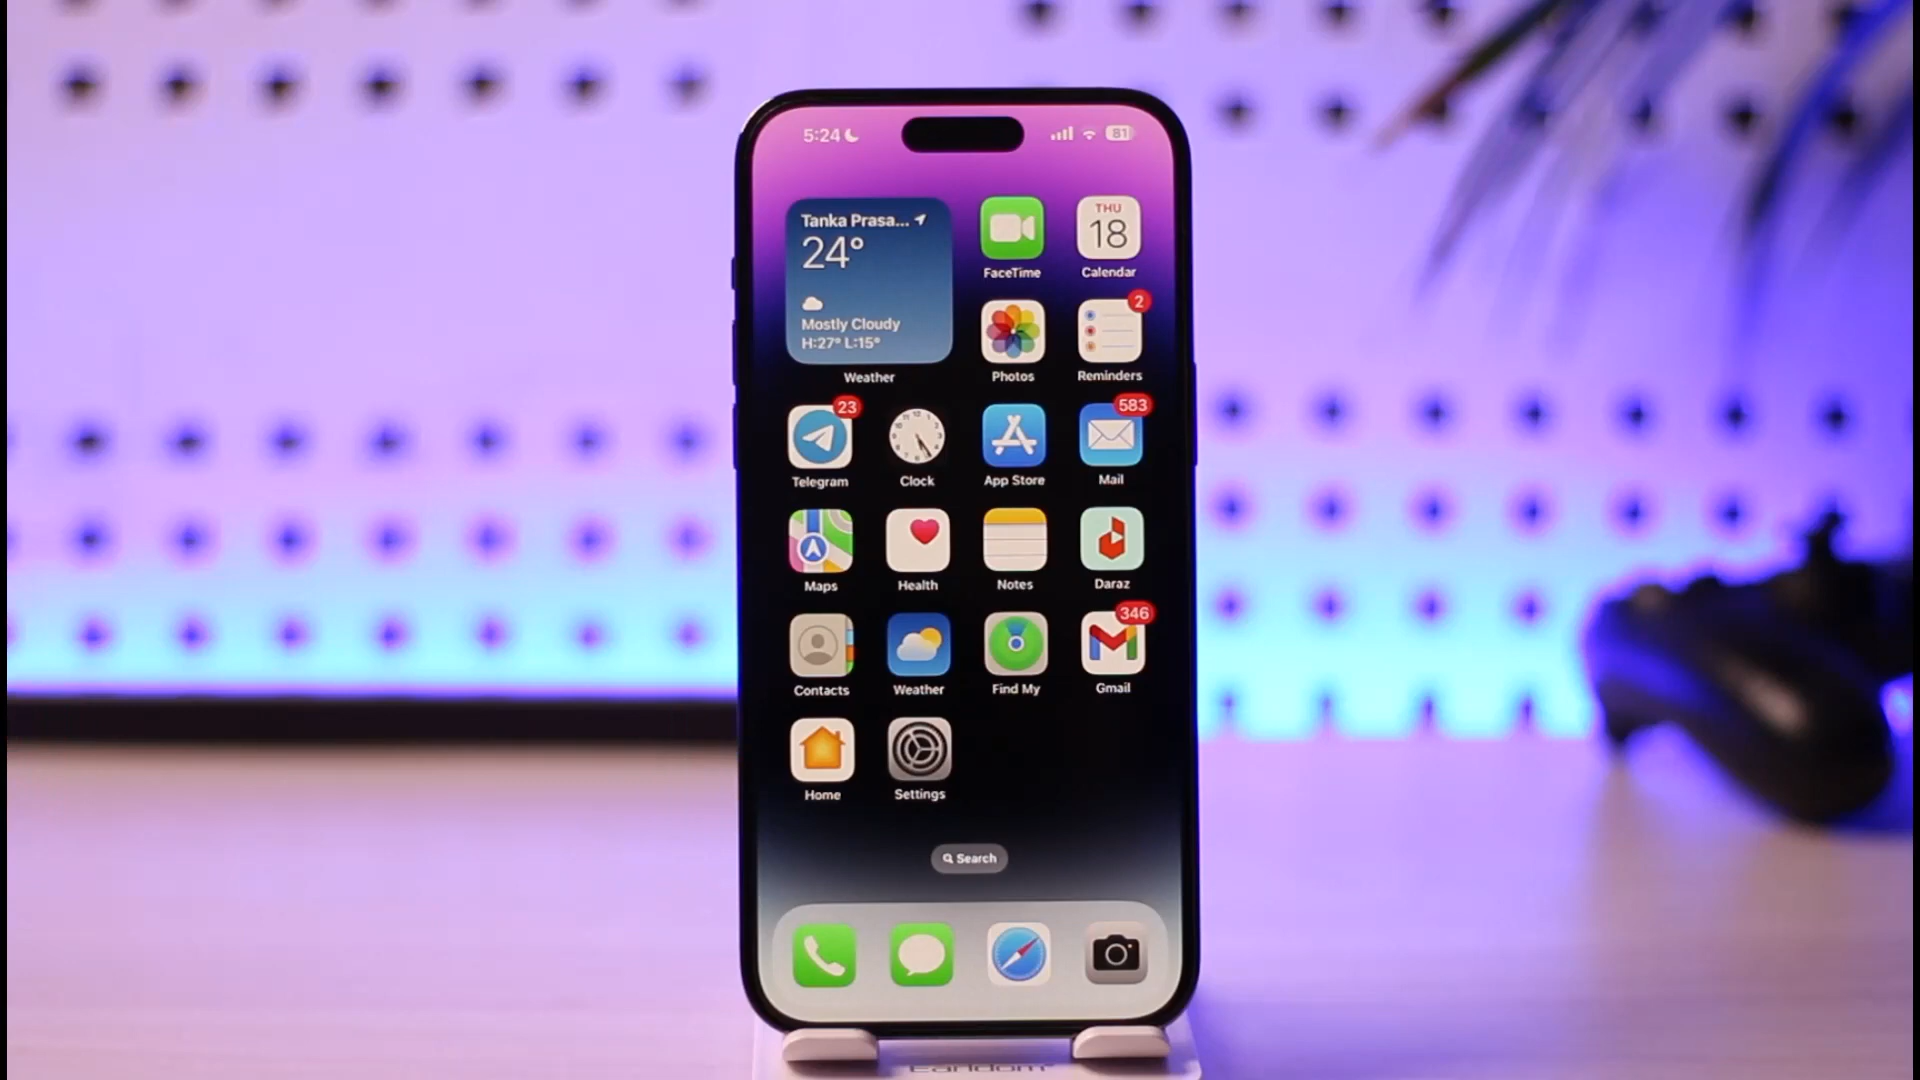 5:24
81
Tanka Prasa...
24°
Mostly Cloudy
H:27° L:15°
Weather
FaceTime
THU
18
Calendar
Photos
2
Reminders
23
Telegram
Clock
App Store
583
Mail
Maps
Health
Notes
Daraz
Contacts
Weather
Find My
346
Gmail
Home
Settings
Search